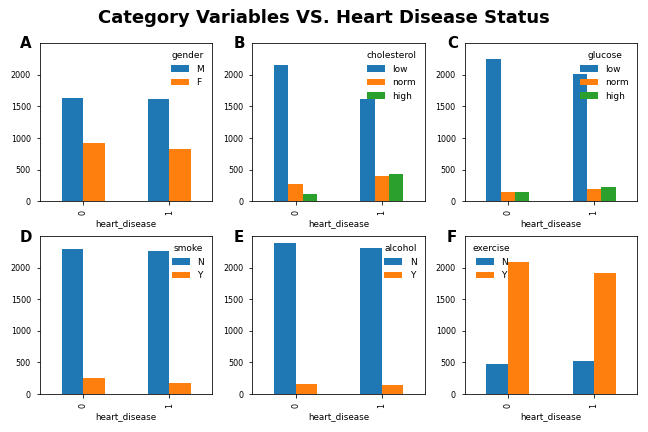 Category Variables VS. Heart Disease Status
A
gender
M
F
2000
1500
1000
500
0
0
1
heart_disease
B
cholesterol
low
norm
high
2000
1500
1000
500
0
0
1
heart_disease
C
glucose
low
norm
high
2000
1500
1000
500
0
0
1
heart_disease
D
smoke
N
Y
2000
1500
1000
500
0
0
1
heart_disease
E
alcohol
N
Y
2000
1500
1000
500
0
0
1
heart_disease
F
exercise
N
Y
2000
1500
1000
500
0
0
1
heart_disease